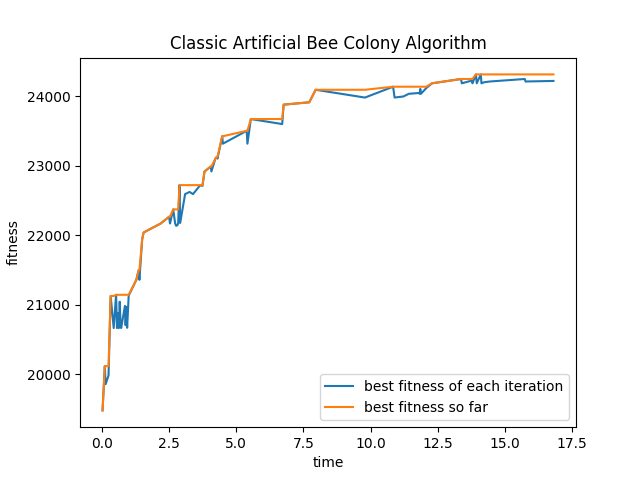 Classic Artificial Bee Colony Algorithm
fitness
24000
23000
22000
21000
20000
best fitness of each iteration
best fitness so far
0.0 2.5 5.0 7.5 10.0 12.5 15.0 17.5
time